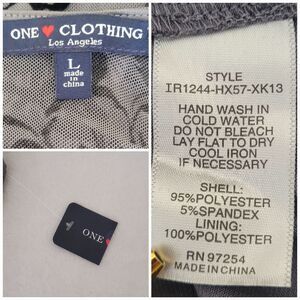 ONE ♥ CLOTHING
Los Angeles
L
made in
china
ONE ♥
STYLE
IR1244-HX57-XK13
HAND WASH IN
COLD WATER
DO NOT BLEACH
LAY FLAT TO DRY
COOL IRON
IF NECESSARY
SHELL:
95%POLYESTER
5%SPANDEX
LINING:
100%POLYESTER
RN 97254
MADE IN CHINA